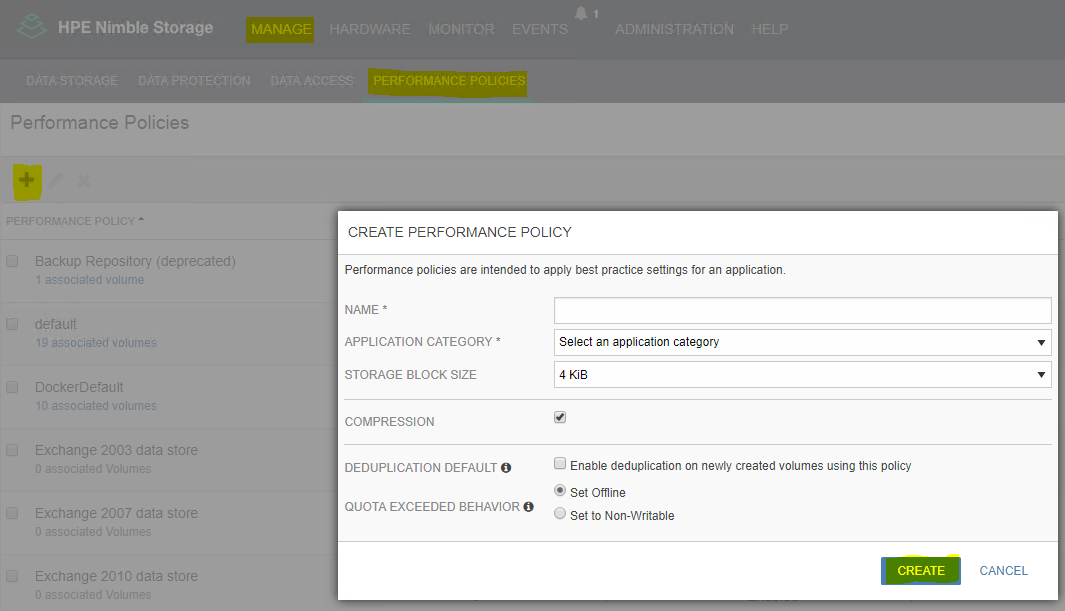 HPE Nimble Storage MANAGE HARDWARE MONITOR EVENTS 1 ADMINISTRATION HELP
DATA STORAGE DATA PROTECTION DATA ACCESS PERFORMANCE POLICIES
Performance Policies
PERFORMANCE POLICY
Backup Repository (deprecated)
1 associated volume
default
19 associated volumes
DockerDefault
10 associated volumes
Exchange 2003 data store
0 associated Volumes
Exchange 2007 data store
0 associated Volumes
Exchange 2010 data store
0 associated Volumes
CREATE PERFORMANCE POLICY
Performance policies are intended to apply best practice settings for an application.
NAME *
APPLICATION CATEGORY * Select an application category
STORAGE BLOCK SIZE 4 KiB
COMPRESSION
DEDUPLICATION DEFAULT Enable deduplication on newly created volumes using this policy
QUOTA EXCEEDED BEHAVIOR Set Offline
Set to Non-Writable
CREATE CANCEL